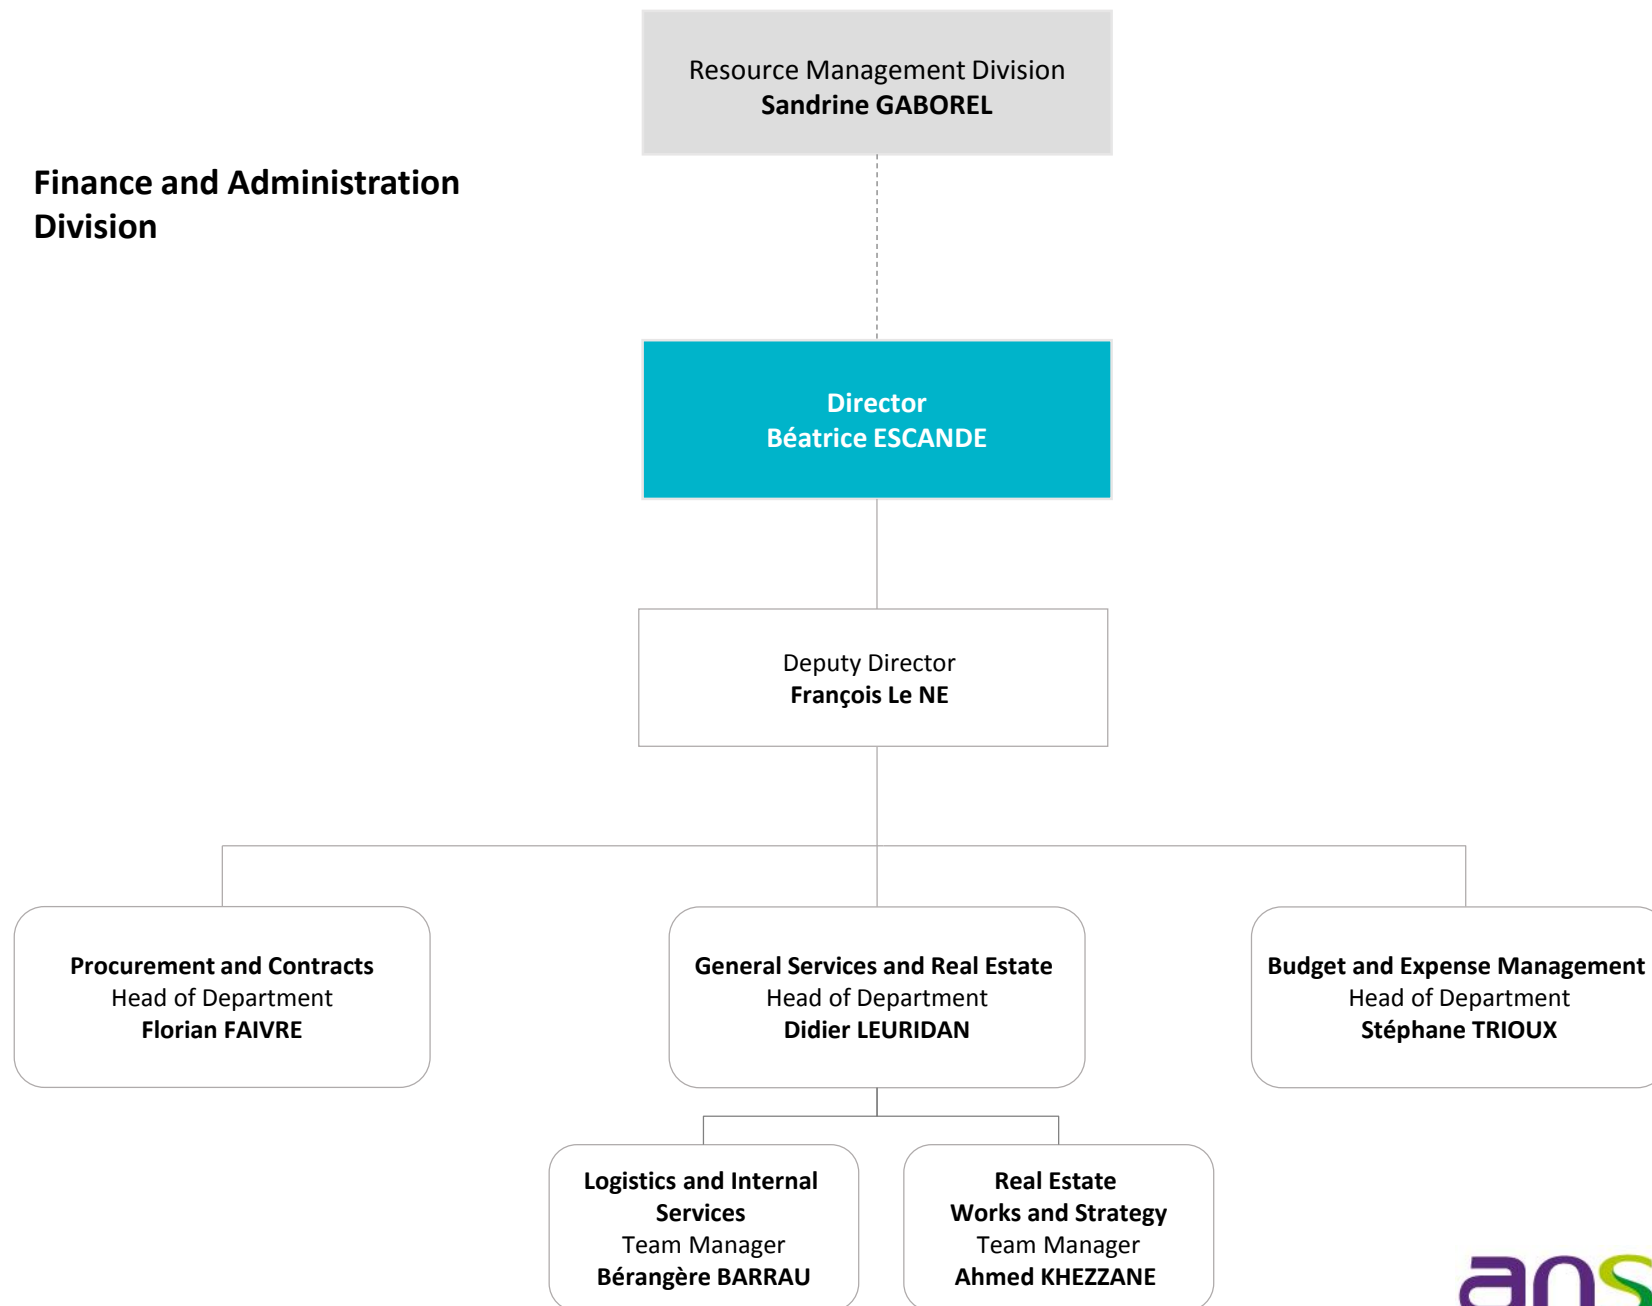 Resource Management Division
Sandrine GABOREL
Finance and Administration
Division
Director
Béatrice ESCANDE
Deputy Director
François Le NE
Procurement and Contracts
Head of Department
Florian FAIVRE
General Services and Real Estate
Head of Department
Didier LEURIDAN
Budget and Expense Management
Head of Department
Stéphane TRIOUX
Logistics and Internal
Services
Team Manager
Bérangère BARRAU
Real Estate
Works and Strategy
Team Manager
Ahmed KHEZZANE
ans